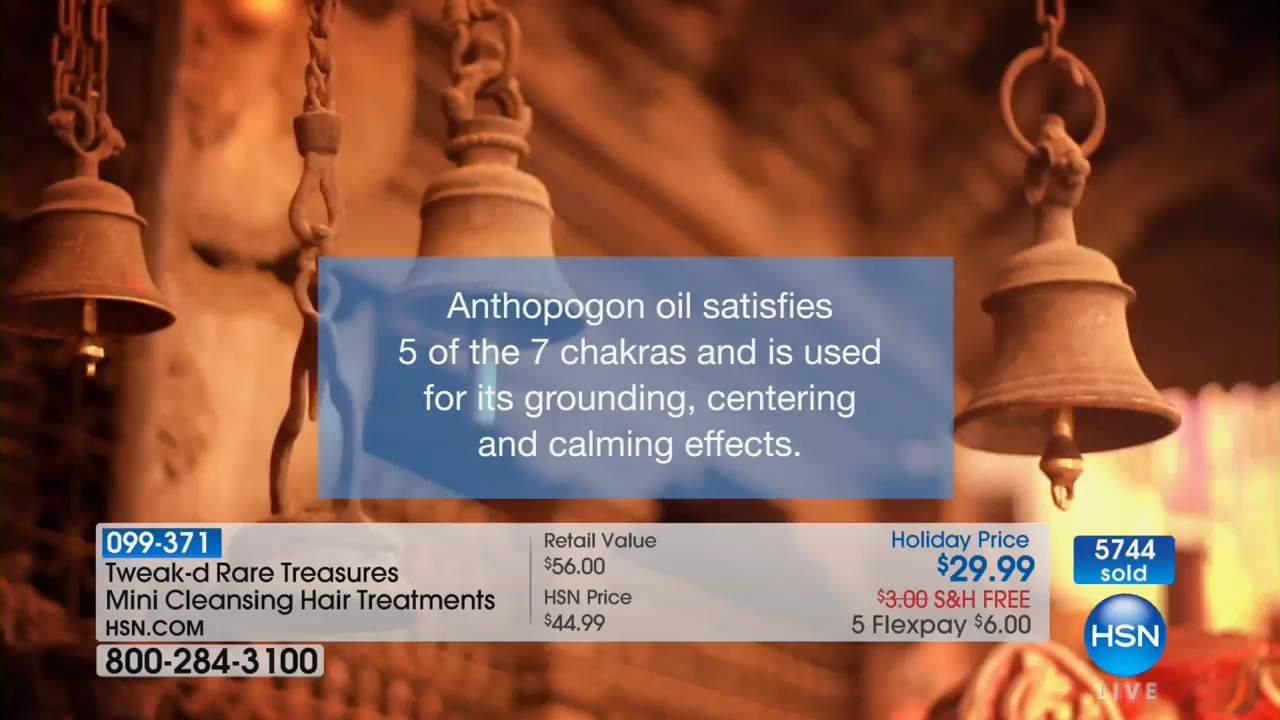 Anthopogon oil satisfies
5 of the 7 chakras and is used
for its grounding, centering
and calming effects.
099-371
Tweak-d Rare Treasures
Mini Cleansing Hair Treatments
HSN.COM
800-284-3100
Retail Value
$56.00
HSN Price
$44.99
Holiday Price
$29.99
$3.00 S&H FREE
5 Flexpay $6.00
5744
sold
HSN
LIVE